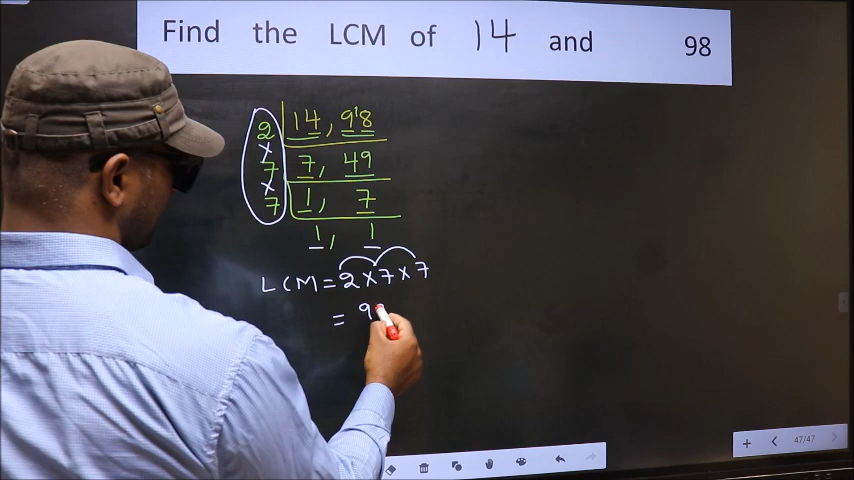 Find the LCM of 14 and 98
2 14, 98
×
7 7, 49
×
7 1, 7
1, 1
LCM = 2 × 7 × 7
= 9
47/47